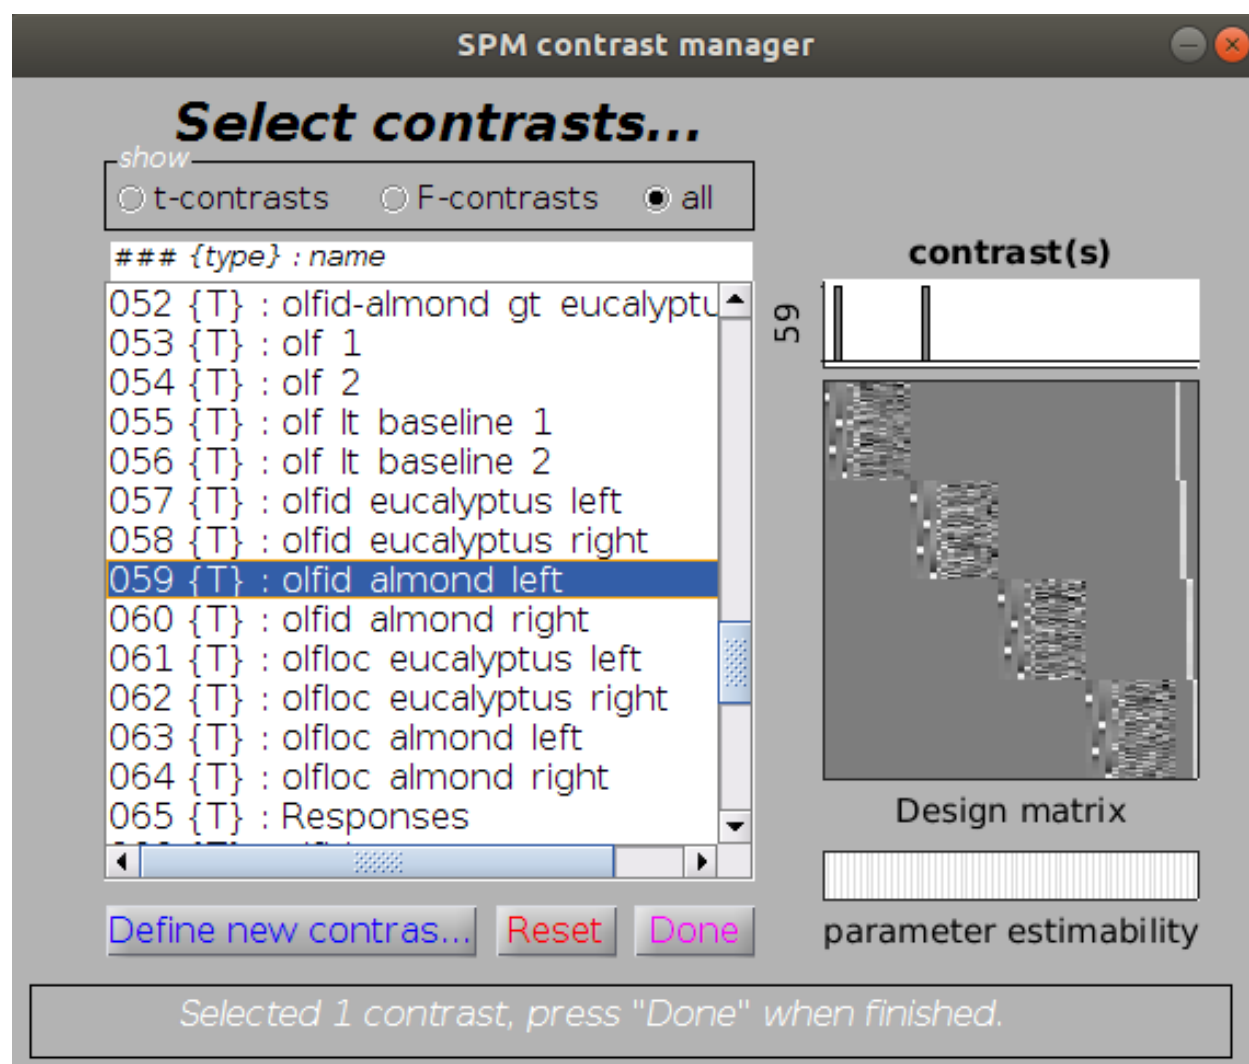 SPM contrast manager
Select contrasts...
show
t-contrasts F-contrasts all
### {type} : name
052 {T} : olfid-almond gt eucalyptu
053 {T} : olf 1
054 {T} : olf 2
055 {T} : olf lt baseline 1
056 {T} : olf lt baseline 2
057 {T} : olfid eucalyptus left
058 {T} : olfid eucalyptus right
059 {T} : olfid almond left
060 {T} : olfid almond right
061 {T} : olfloc eucalyptus left
062 {T} : olfloc eucalyptus right
063 {T} : olfloc almond left
064 {T} : olfloc almond right
065 {T} : Responses
Define new contras... Reset Done
contrast(s)
59
Design matrix
parameter estimability
Selected 1 contrast, press "Done" when finished.